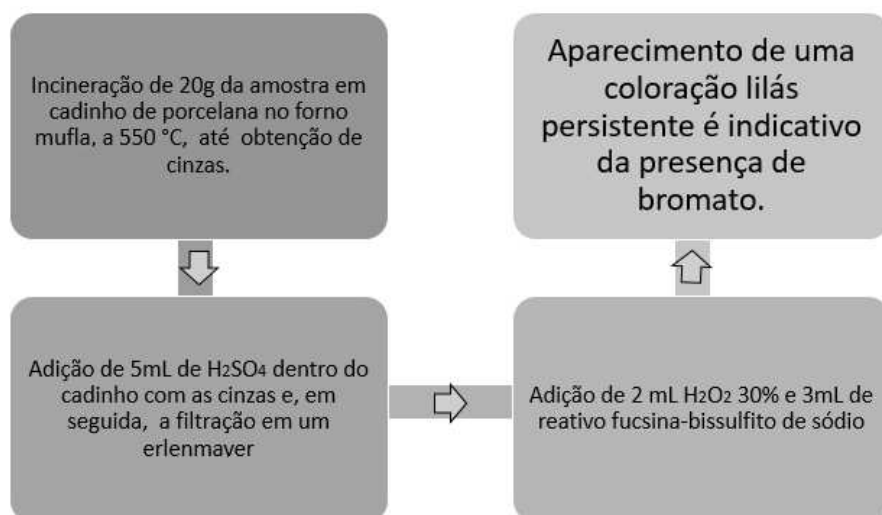 Incineração de 20g da amostra em
cadinho de porcelana no forno
mufla, a 550 °C, até obtenção de
cinzas.
Adição de 5mL de H2SO4 dentro do
cadinho com as cinzas e, em
seguida, a filtração em um
erlenmaver
Adição de 2 mL H2O2 30% e 3mL de
reativo fucsina-bissulfito de sódio
Aparecimento de uma
coloração lilás
persistente é indicativo
da presença de
bromato.